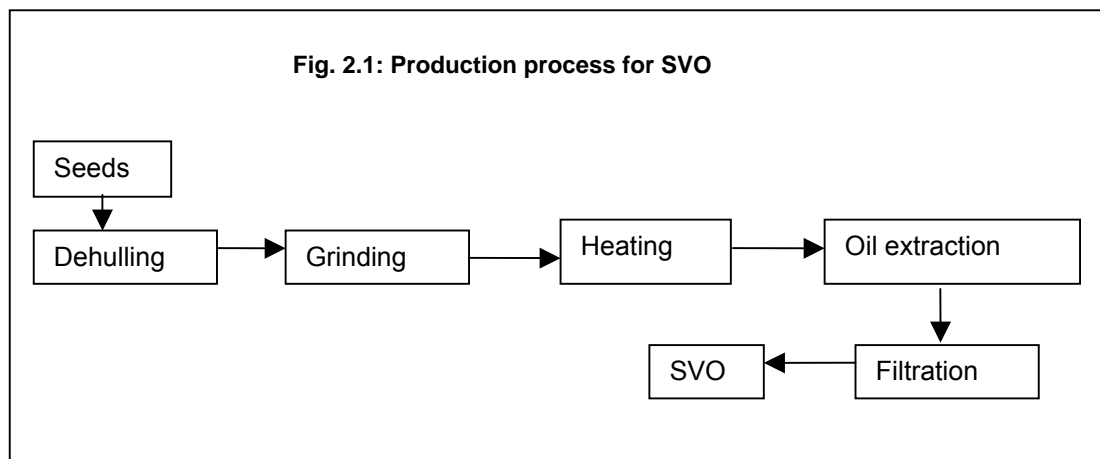 Fig. 2.1: Production process for SVO
Seeds
Dehulling
Grinding
Heating
Oil extraction
Filtration
SVO